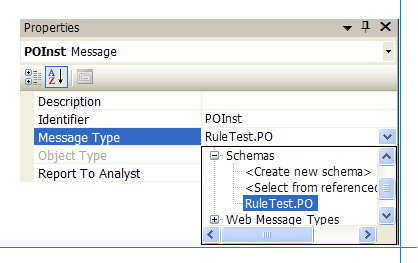 Properties
POInst Message
A
Z
Description
Identifier POInst
Message Type RuleTest.PO
Object Type
Report To Analyst
Schemas
<Create new schema>
<Select from referenced
RuleTest.PO
Web Message Types